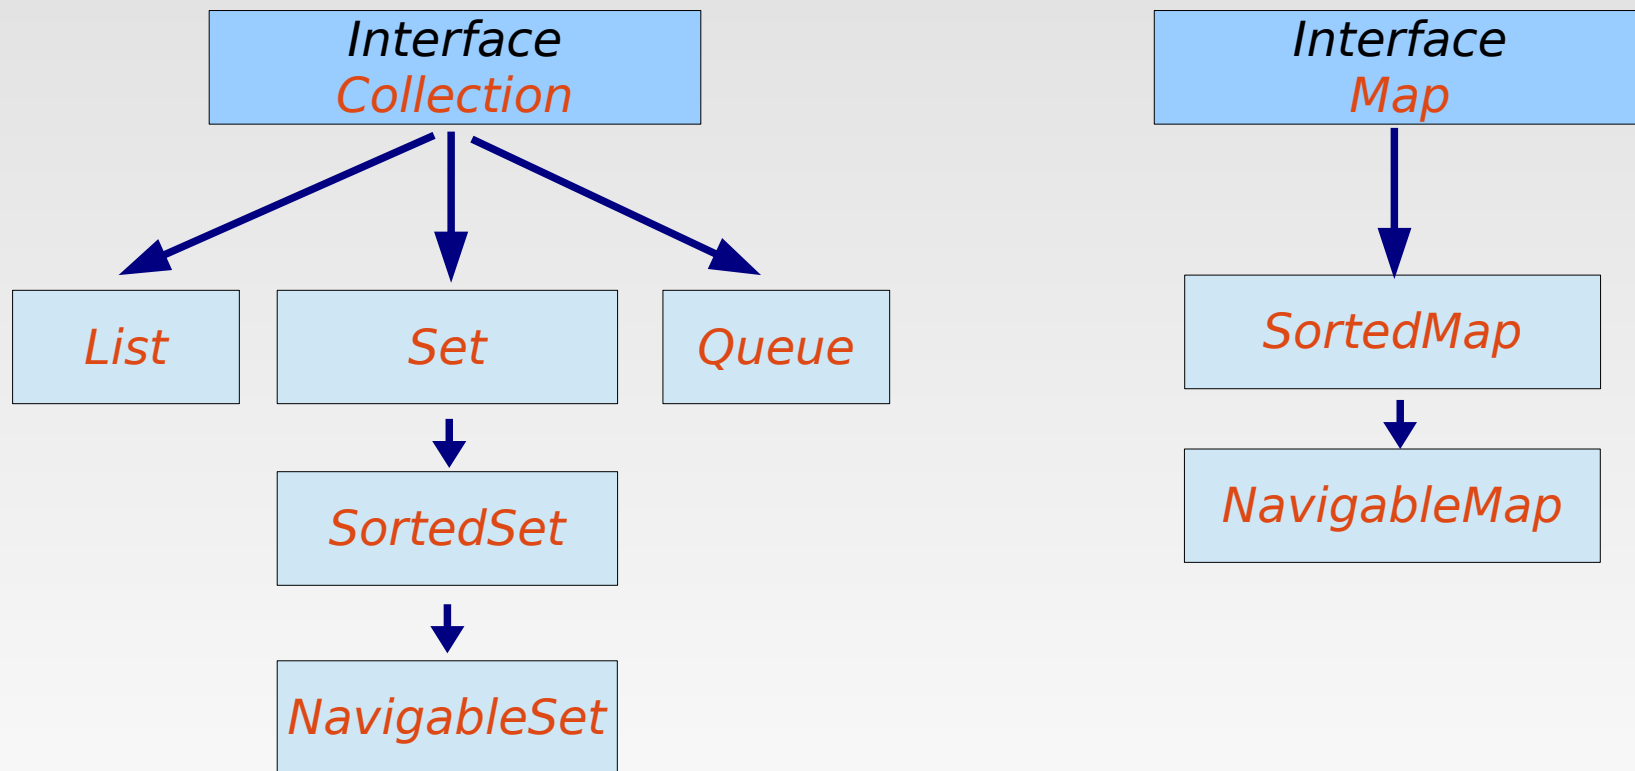 Interface
Collection
Interface
Map
List
Set
Queue
SortedMap
SortedSet
NavigableMap
NavigableSet